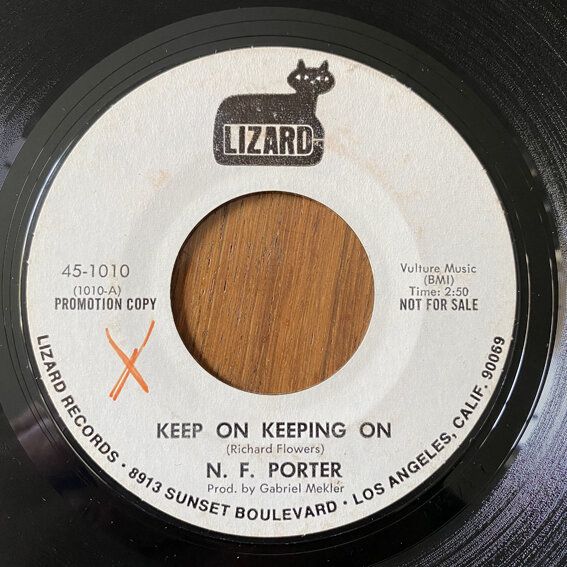 LIZARD
45-1010
(1010-A)
PROMOTION COPY
Vulture Music
(BMI)
Time: 2:50
NOT FOR SALE
X
KEEP ON KEEPING ON
(Richard Flowers)
N. F. PORTER
Prod. by Gabriel Mekler
LIZARD RECORDS · 8913 SUNSET BOULEVARD · LOS ANGELES, CALIF. 90069